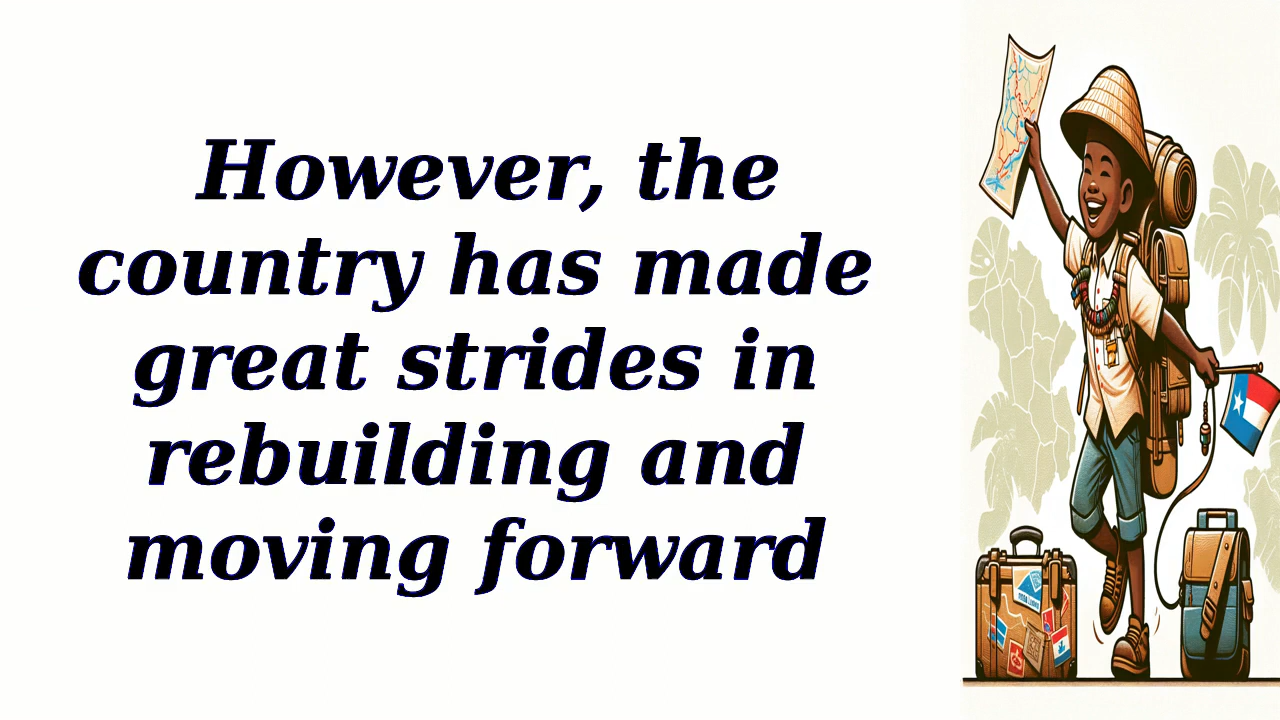 However, the
country has made
great strides in
rebuilding and
moving forward